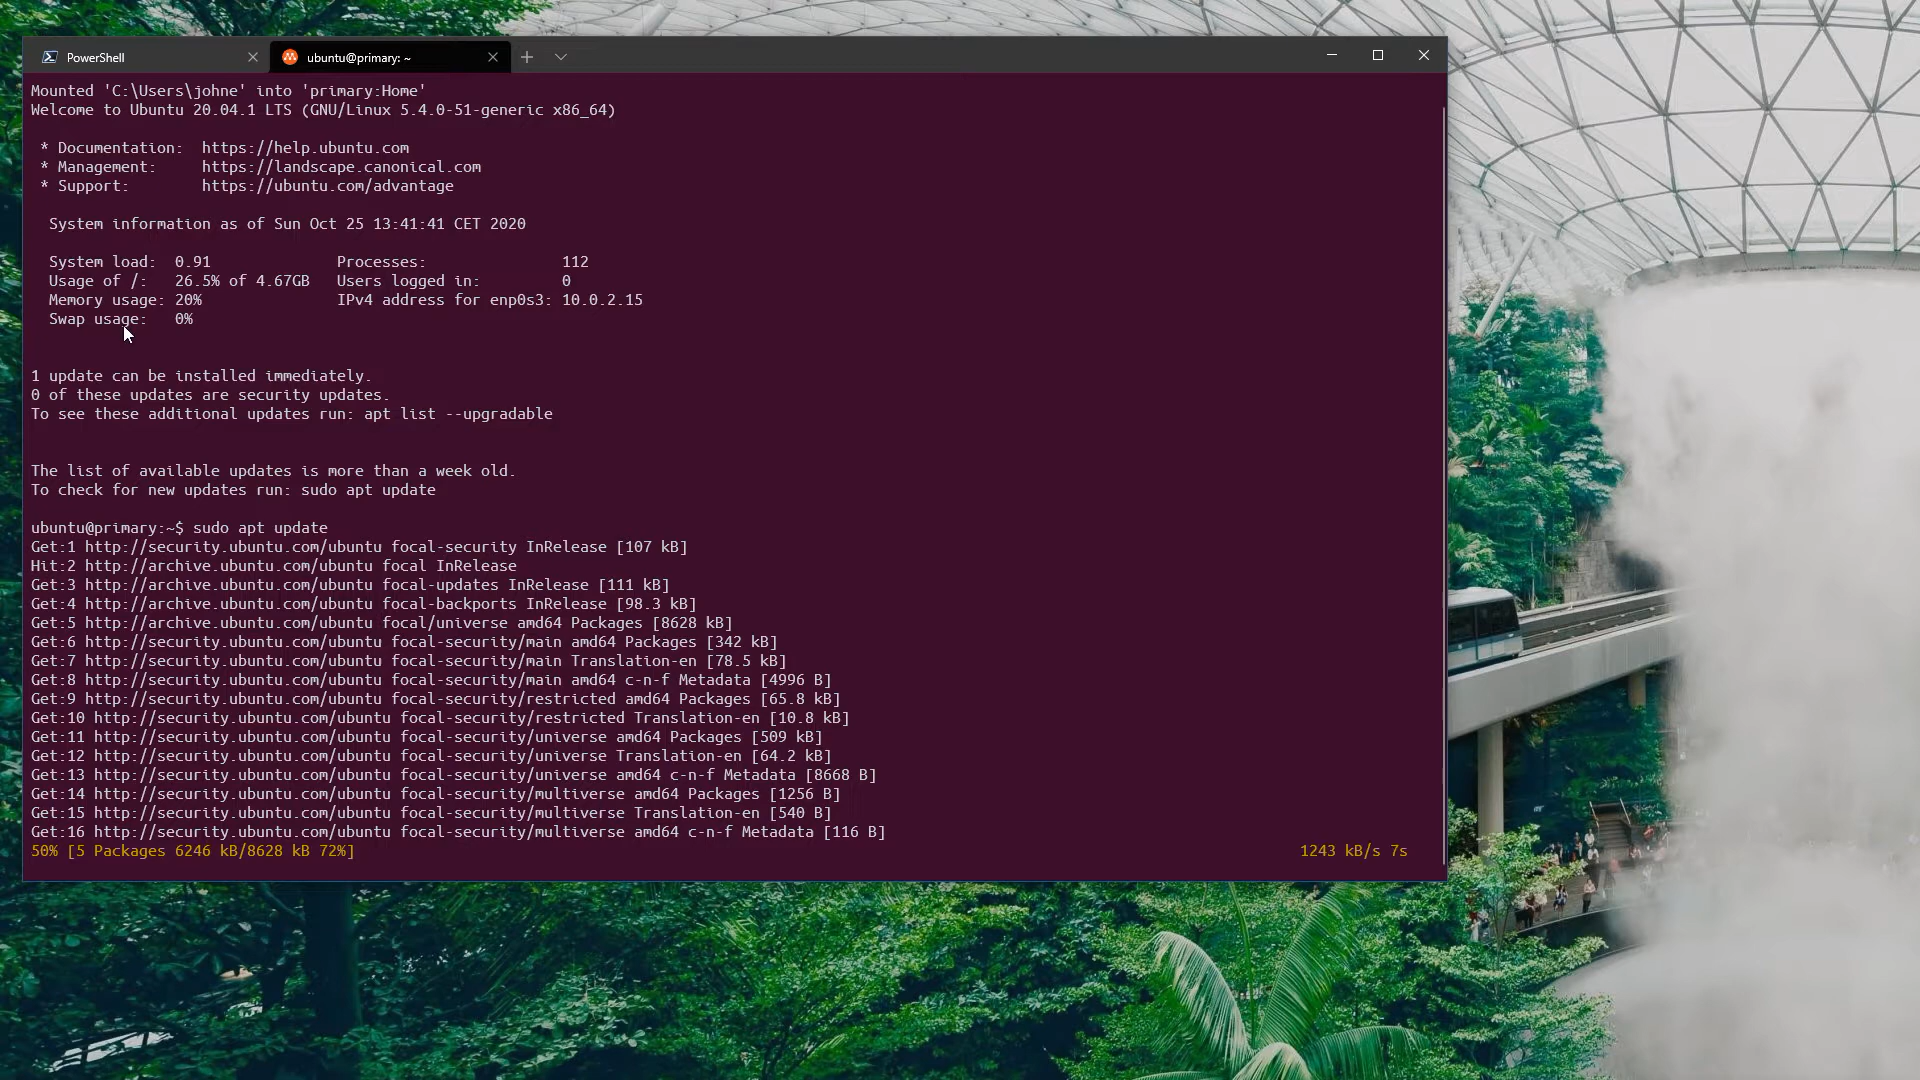 PowerShell
ubuntu@primary: ~
Mounted 'C:\Users\johne' into 'primary:Home'
Welcome to Ubuntu 20.04.1 LTS (GNU/Linux 5.4.0-51-generic x86_64)
* Documentation:  https://help.ubuntu.com
* Management:     https://landscape.canonical.com
* Support:        https://ubuntu.com/advantage
System information as of Sun Oct 25 13:41:41 CET 2020
System load:  0.91              Processes:               112
Usage of /:   26.5% of 4.67GB   Users logged in:         0
Memory usage: 20%               IPv4 address for enp0s3: 10.0.2.15
Swap usage:   0%
1 update can be installed immediately.
0 of these updates are security updates.
To see these additional updates run: apt list --upgradable
The list of available updates is more than a week old.
To check for new updates run: sudo apt update
ubuntu@primary:~$ sudo apt update
Get:1 http://security.ubuntu.com/ubuntu focal-security InRelease [107 kB]
Hit:2 http://archive.ubuntu.com/ubuntu focal InRelease
Get:3 http://archive.ubuntu.com/ubuntu focal-updates InRelease [111 kB]
Get:4 http://archive.ubuntu.com/ubuntu focal-backports InRelease [98.3 kB]
Get:5 http://archive.ubuntu.com/ubuntu focal/universe amd64 Packages [8628 kB]
Get:6 http://security.ubuntu.com/ubuntu focal-security/main amd64 Packages [342 kB]
Get:7 http://security.ubuntu.com/ubuntu focal-security/main Translation-en [78.5 kB]
Get:8 http://security.ubuntu.com/ubuntu focal-security/main amd64 c-n-f Metadata [4996 B]
Get:9 http://security.ubuntu.com/ubuntu focal-security/restricted amd64 Packages [65.8 kB]
Get:10 http://security.ubuntu.com/ubuntu focal-security/restricted Translation-en [10.8 kB]
Get:11 http://security.ubuntu.com/ubuntu focal-security/universe amd64 Packages [509 kB]
Get:12 http://security.ubuntu.com/ubuntu focal-security/universe Translation-en [64.2 kB]
Get:13 http://security.ubuntu.com/ubuntu focal-security/universe amd64 c-n-f Metadata [8668 B]
Get:14 http://security.ubuntu.com/ubuntu focal-security/multiverse amd64 Packages [1256 B]
Get:15 http://security.ubuntu.com/ubuntu focal-security/multiverse Translation-en [540 B]
Get:16 http://security.ubuntu.com/ubuntu focal-security/multiverse amd64 c-n-f Metadata [116 B]
50% [5 Packages 6246 kB/8628 kB 72%] 1243 kB/s 7s